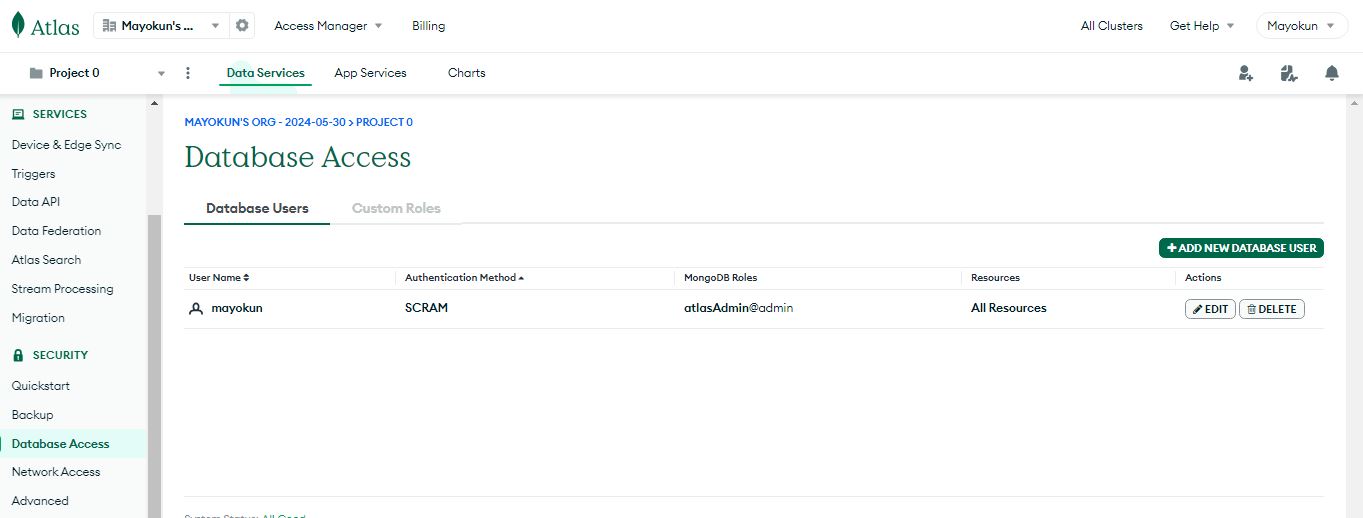 Atlas
Mayokun's ...
Access Manager
Billing
All Clusters
Get Help
Mayokun
Project 0
Data Services
App Services
Charts
SERVICES
Device & Edge Sync
Triggers
Data API
Data Federation
Atlas Search
Stream Processing
Migration
SECURITY
Quickstart
Backup
Database Access
Network Access
Advanced
MAYOKUN'S ORG - 2024-05-30 > PROJECT 0
Database Access
Database Users
Custom Roles
+ ADD NEW DATABASE USER
User Name
Authentication Method
MongoDB Roles
Resources
Actions
mayokun
SCRAM
atlasAdmin@admin
All Resources
EDIT
DELETE
System Status: All Good